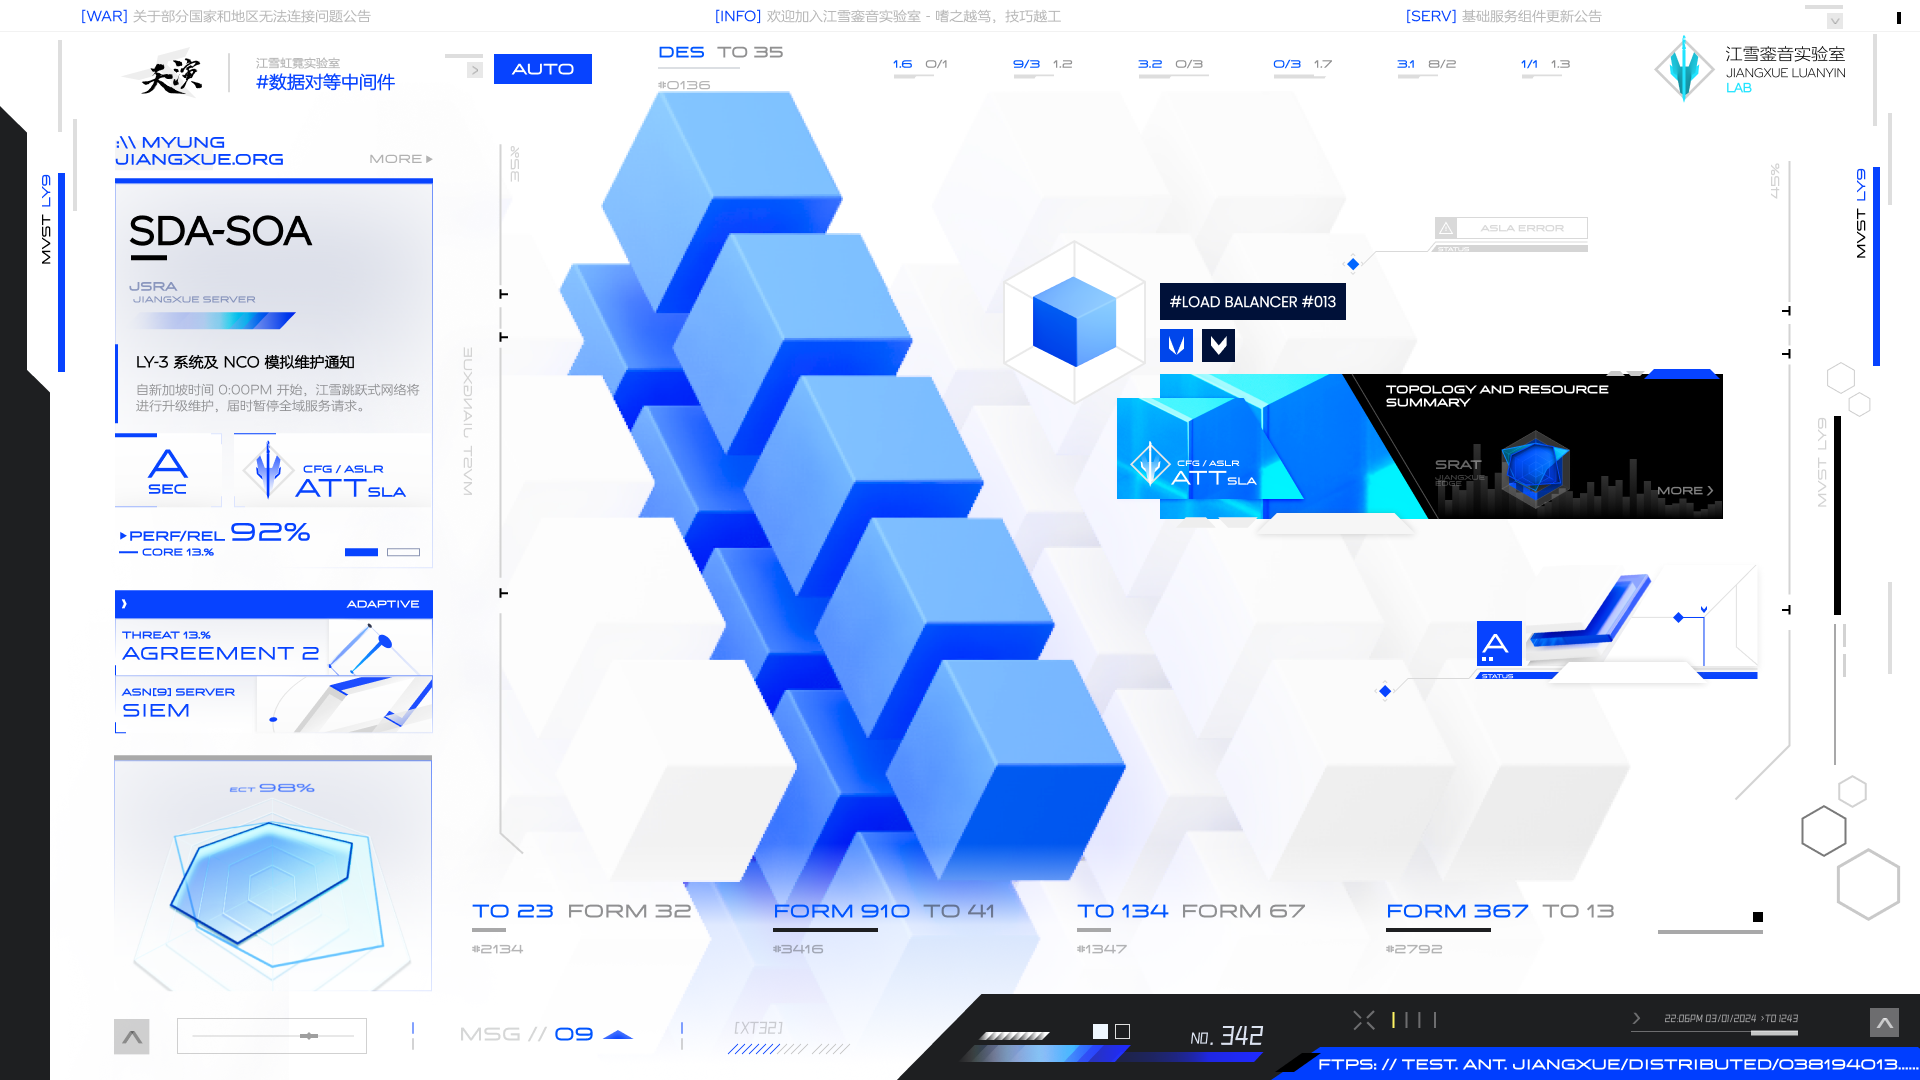 [WAR] 关于部分国家和地区无法连接问题公告
[INFO] 欢迎加入江雪銮音实验室 - 嗜之越笃，技巧越工
[SERV] 基础服务组件更新公告
天演
江雪虹霓实验室
#数据对等中间件
AUTO
DES TO 35
#0136
1.6 0/1
9/3 1.2
3.2 0/3
0/3 1.7
3.1 8/2
1/1 1.3
江雪銮音实验室
JIANGXUE LUANYIN
LAB
MVST LY9
:\\ MYUNG
JIANGXUE.ORG
MORE
SDA-SOA
JSRA
JIANGXUE SERVER
LY-3 系统及 NCO 模拟维护通知
自新加坡时间 0:00PM 开始，江雪跳跃式网络将
进行升级维护，届时暂停全域服务请求。
A
SEC
CFG / ASLR
ATT SLA
PERF/REL 92%
CORE 13.%
ADAPTIVE
THREAT 13.%
AGREEMENT 2
ASN[9] SERVER
SIEM
ECT 98%
35%
MVST JIANGXUE
ASLA ERROR
STATUS
#LOAD BALANCER #013
TOPOLOGY AND RESOURCE
SUMMARY
CFG / ASLR
ATT SLA
SRAT
JIANGXUE
EDGE
MORE
A
STATUS
45%
MVST LY9
MVST LY9
TO 23 FORM 32
#2134
FORM 910 TO 41
#3416
TO 134 FORM 67
#1347
FORM 367 TO 13
#2792
MSG // 09
[XT32]
NO. 342
22:06PM 03/01/2024 >TO 1243
FTPS: // TEST. ANT. JIANGXUE/DISTRIBUTED/038194013......